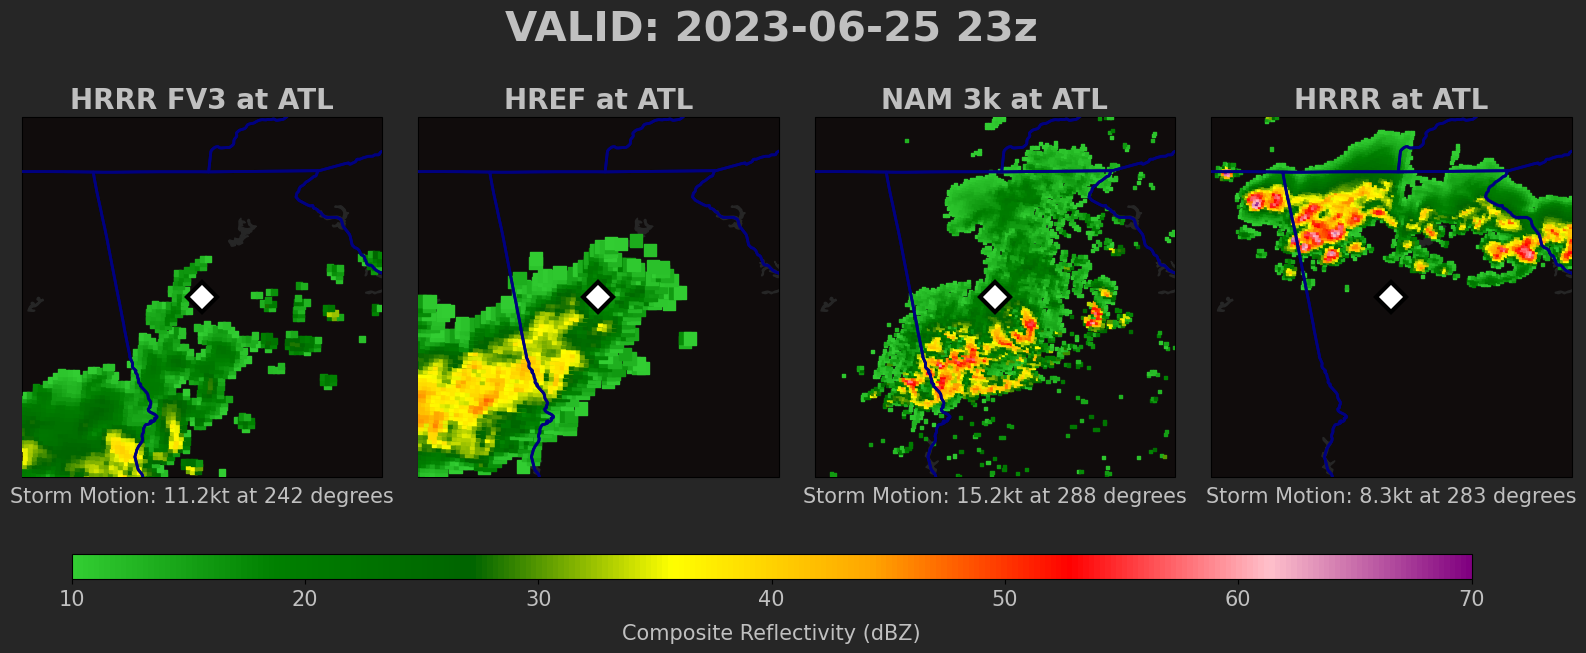 VALID: 2023-06-25 23z
HRRR FV3 at ATL
HREF at ATL
NAM 3k at ATL
HRRR at ATL
Storm Motion: 11.2kt at 242 degrees
Storm Motion: 15.2kt at 288 degrees
Storm Motion: 8.3kt at 283 degrees
10 20 30 40 50 60 70
Composite Reflectivity (dBZ)